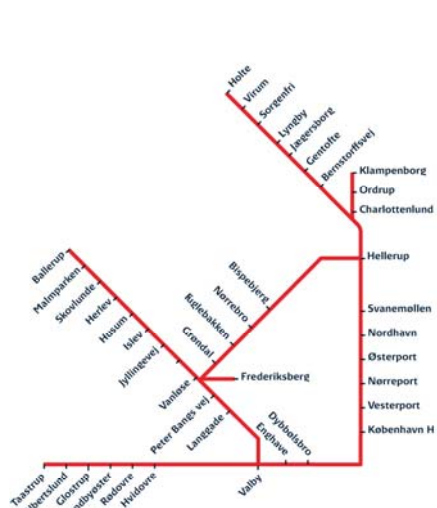 Holte
Virum
Sorgenfri
Lyngby
Jægersborg
Gentofte
Bernstorffsvej
Klampenborg
Ordrup
Charlottenlund
Hellerup
Svanemøllen
Nordhavn
Østerport
Nørreport
Vesterport
København H
Bispebjerg
Nørrebro
Fuglebakken
Grøndal
Frederiksberg
Ballerup
Malmparken
Skovlunde
Herlev
Husum
Islev
Jyllingevej
Vanløse
Peter Bangs vej
Langgade
Dybbølsbro
Enghave
Valby
Hvidovre
Rødovre
Glostrup
Taastrup